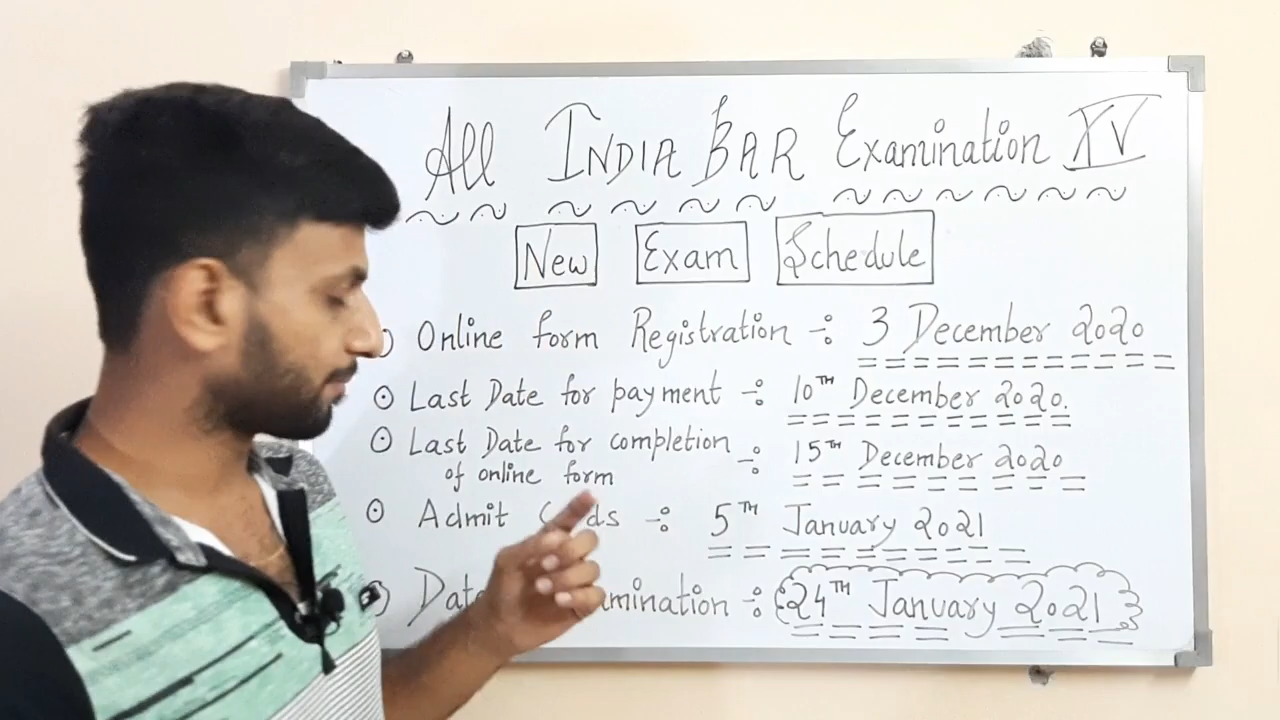 All INDIA BAR Examination XV
New Exam Schedule
Online form Registration ÷ 3 December 2020
Last Date for payment ÷ 10TH December 2020.
Last Date for completion ÷ 15TH December 2020
of online form
Admit ÷ 5TH January 2021
÷ 24TH January 2021